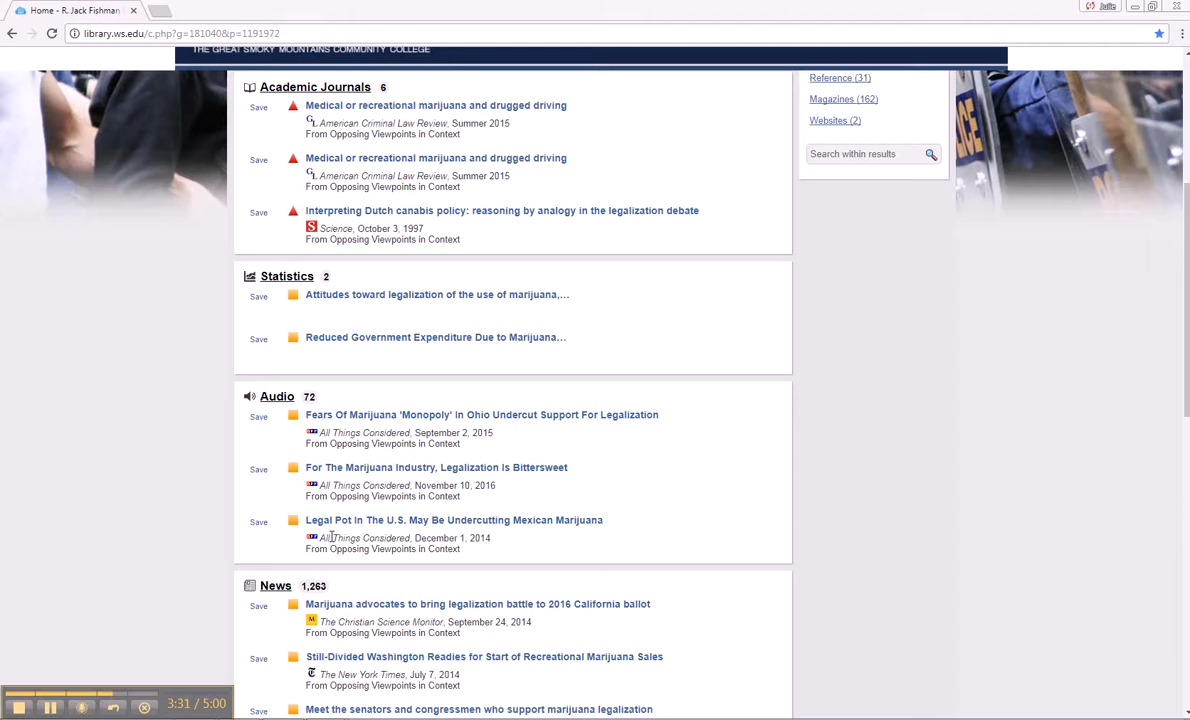 Home - R. Jack Fishman
Julie
library.ws.edu/c.php?g=181040&p=1191972
THE GREAT SMOKY MOUNTAINS COMMUNITY COLLEGE
Academic Journals 6
Save Medical or recreational marijuana and drugged driving
American Criminal Law Review, Summer 2015
From Opposing Viewpoints in Context
Save Medical or recreational marijuana and drugged driving
American Criminal Law Review, Summer 2015
From Opposing Viewpoints in Context
Save Interpreting Dutch canabis policy: reasoning by analogy in the legalization debate
S Science, October 3, 1997
From Opposing Viewpoints in Context
Statistics 2
Save Attitudes toward legalization of the use of marijuana,...
Save Reduced Government Expenditure Due to Marijuana...
Audio 72
Save Fears Of Marijuana 'Monopoly' In Ohio Undercut Support For Legalization
All Things Considered, September 2, 2015
From Opposing Viewpoints in Context
Save For The Marijuana Industry, Legalization Is Bittersweet
All Things Considered, November 10, 2016
From Opposing Viewpoints in Context
Save Legal Pot In The U.S. May Be Undercutting Mexican Marijuana
All Things Considered, December 1, 2014
From Opposing Viewpoints in Context
News 1,263
Save Marijuana advocates to bring legalization battle to 2016 California ballot
M The Christian Science Monitor, September 24, 2014
From Opposing Viewpoints in Context
Save Still-Divided Washington Readies for Start of Recreational Marijuana Sales
T The New York Times, July 7, 2014
From Opposing Viewpoints in Context
Save Meet the senators and congressmen who support marijuana legalization
Reference (31)
Magazines (162)
Websites (2)
Search within results
POLICE
3:31 / 5:00